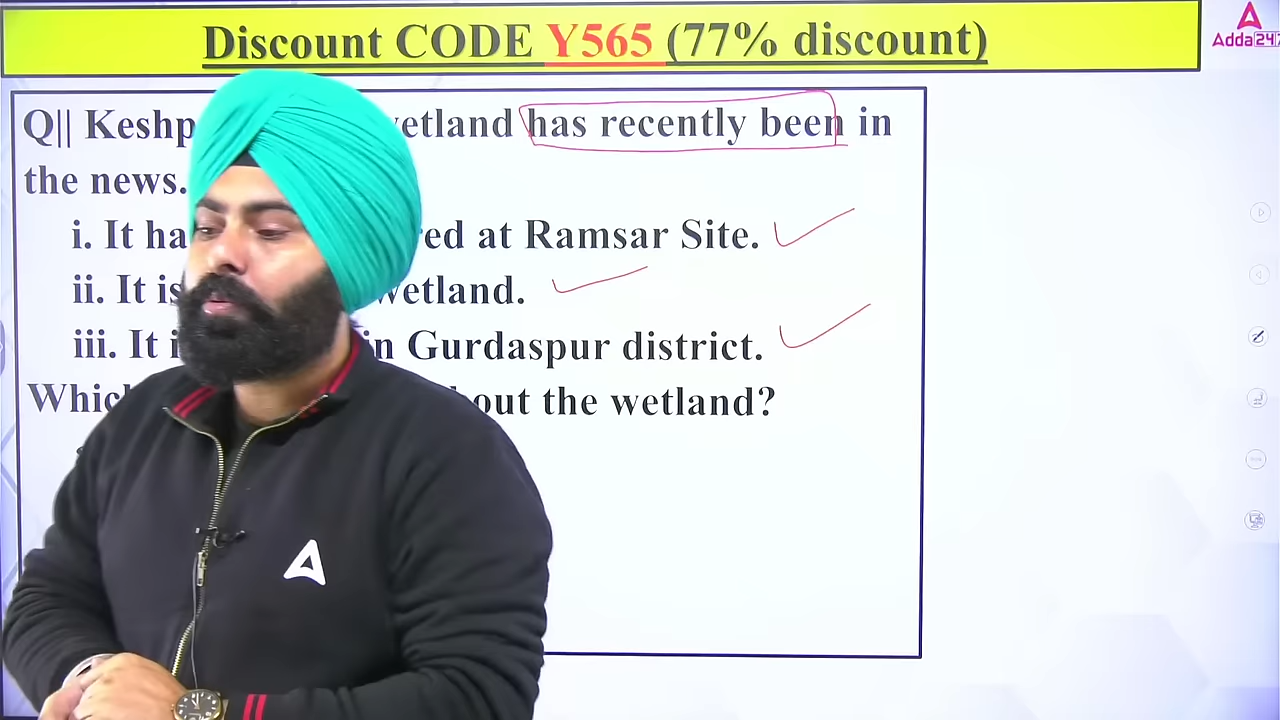 Discount CODE Y565 (77% discount)
Adda247
Q|| Keshp etland has recently been in
the news.
i. It ha red at Ramsar Site.
ii. It is wetland.
iii. It i in Gurdaspur district.
Whic out the wetland?